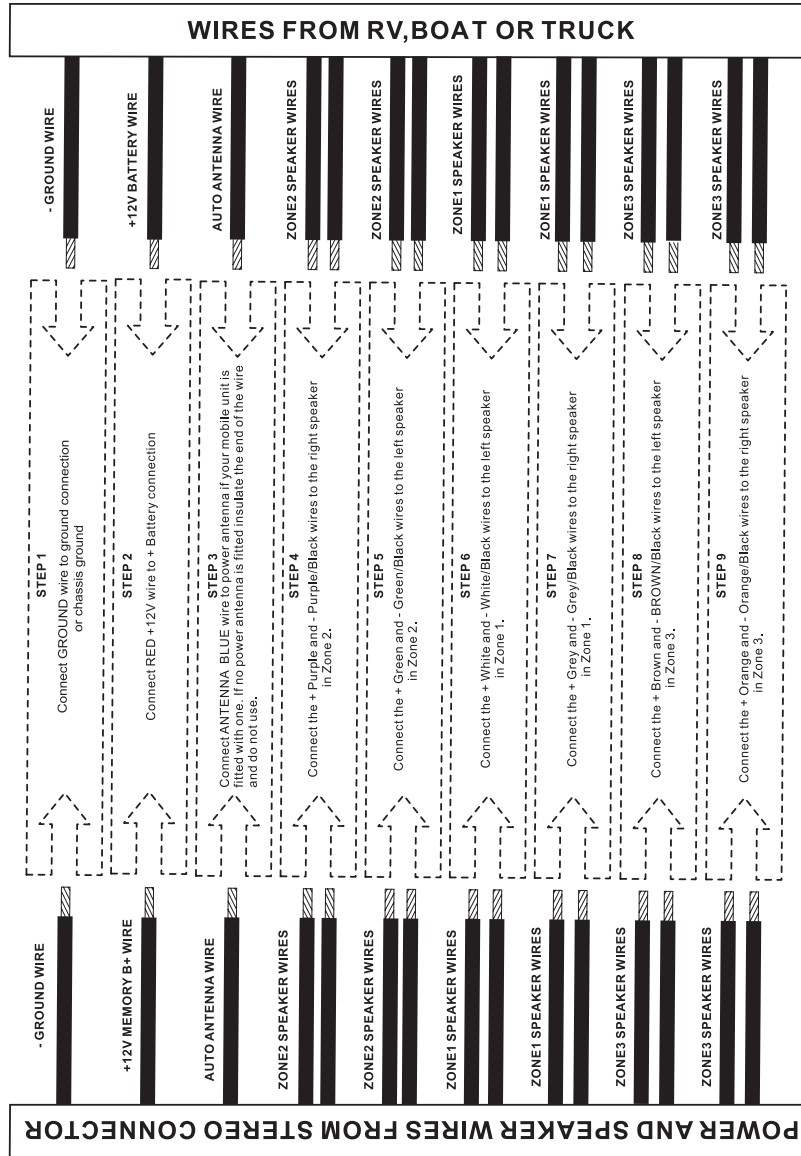 WIRES FROM RV,BOAT OR TRUCK
- GROUND WIRE
+12V BATTERY WIRE
AUTO ANTENNA WIRE
ZONE2 SPEAKER WIRES
ZONE2 SPEAKER WIRES
ZONE1 SPEAKER WIRES
ZONE1 SPEAKER WIRES
ZONE3 SPEAKER WIRES
ZONE3 SPEAKER WIRES
STEP 1
Connect GROUND wire to ground connection
or chassis ground
STEP 2
Connect RED +12V wire to + Battery connection
STEP 3
Connect ANTENNA BLUE wire to power antenna if your mobile unit is
fitted with one. If no power antenna is fitted insulate the end of the wire
and do not use.
STEP 4
Connect the + Purple and - Purple/Black wires to the right speaker
in Zone 2.
STEP 5
Connect the + Green and - Green/Black wires to the left speaker
in Zone 2.
STEP 6
Connect the + White and - White/Black wires to the left speaker
in Zone 1.
STEP 7
Connect the + Grey and - Grey/Black wires to the right speaker
in Zone 1.
STEP 8
Connect the + Brown and - BROWN/Black wires to the left speaker
in Zone 3.
STEP 9
Connect the + Orange and - Orange/Black wires to the right speaker
in Zone 3.
- GROUND WIRE
+12V MEMORY B+ WIRE
AUTO ANTENNA WIRE
ZONE2 SPEAKER WIRES
ZONE2 SPEAKER WIRES
ZONE1 SPEAKER WIRES
ZONE1 SPEAKER WIRES
ZONE3 SPEAKER WIRES
ZONE3 SPEAKER WIRES
POWER AND SPEAKER WIRES FROM STEREO CONNECTOR